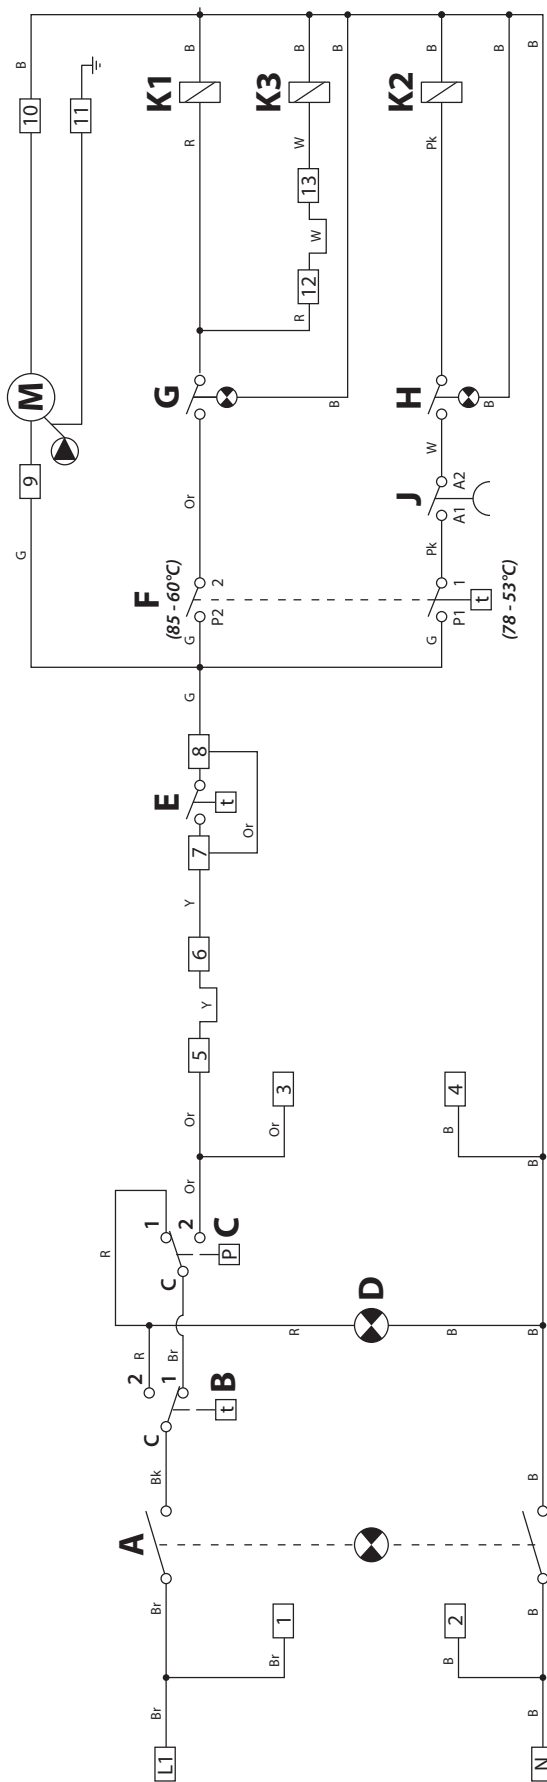 G B
9 M 10
11
R
A 2 R 1 F K1
C 1 C E (85 - 60°C) G
Br Br Bk Br Or Or Y G G Or R B
L1 5 6 7 8
Y
P2 2
B 2 C
t P t
Or
Or W B
K3
1 3 12 W 13
R B B
D
J H K2
G Pk W Pk B
B B
2 4 P1 1 A1 A2
t
B B
(78 - 53°C)
B B B B B B
N